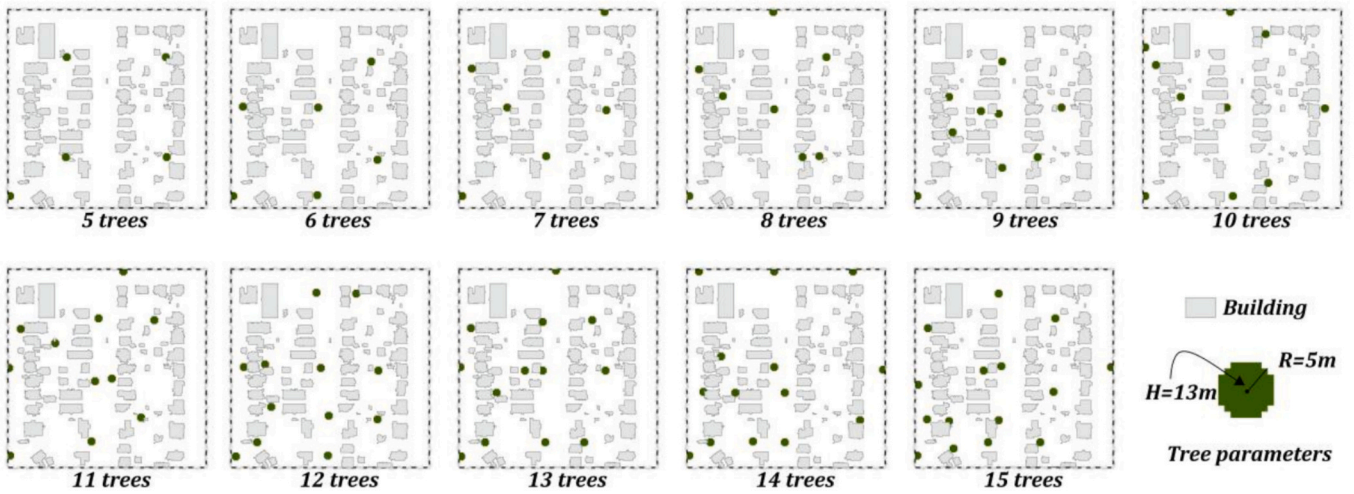 5 trees
6 trees
7 trees
8 trees
9 trees
10 trees
11 trees
12 trees
13 trees
14 trees
15 trees
Building
R=5m
H=13m
Tree parameters